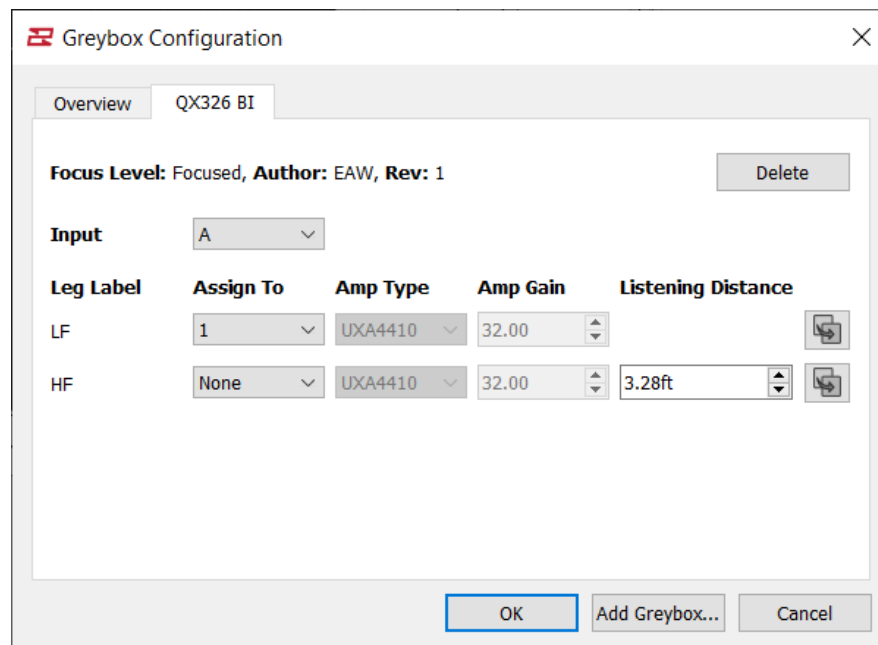 Greybox Configuration
Overview QX326 BI
Focus Level: Focused, Author: EAW, Rev: 1 Delete
Input A
Leg Label Assign To Amp Type Amp Gain Listening Distance
LF 1 UXA4410 32.00
HF None UXA4410 32.00 3.28ft
OK Add Greybox... Cancel